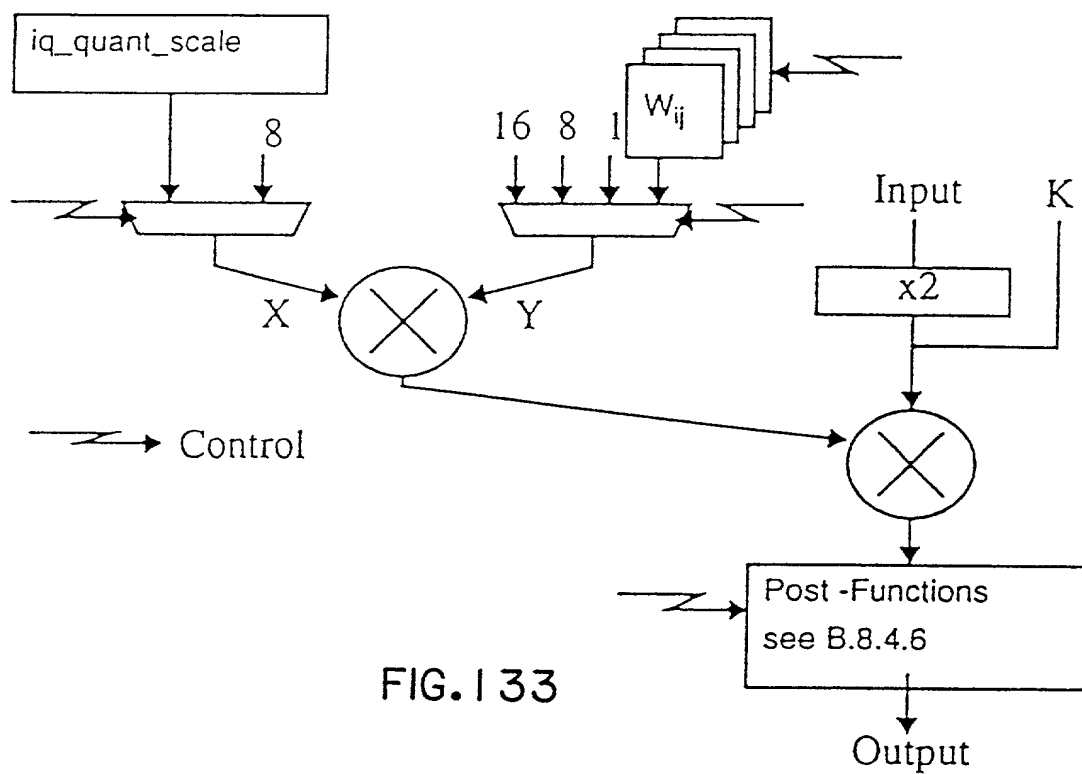 iq_quant_scale
W_ij
8
16 8 1
Input K
x2
X Y
Control
Post -Functions
see B.8.4.6
FIG.133
Output